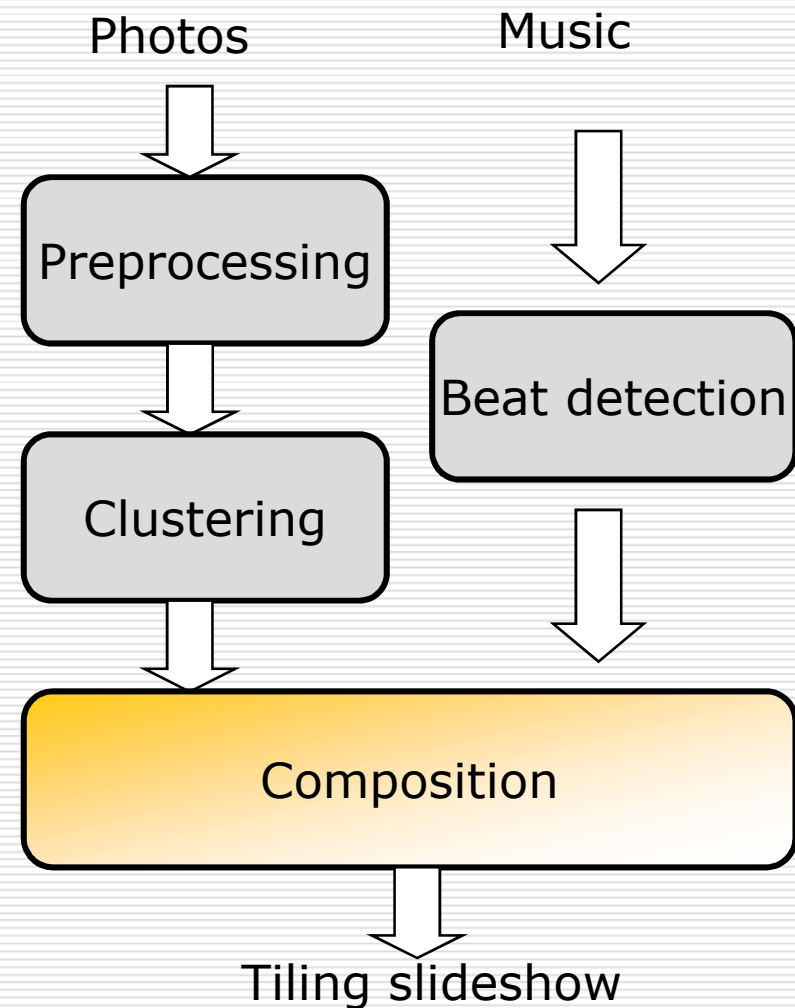 Photos
Music
Preprocessing
Beat detection
Clustering
Composition
Tiling slideshow